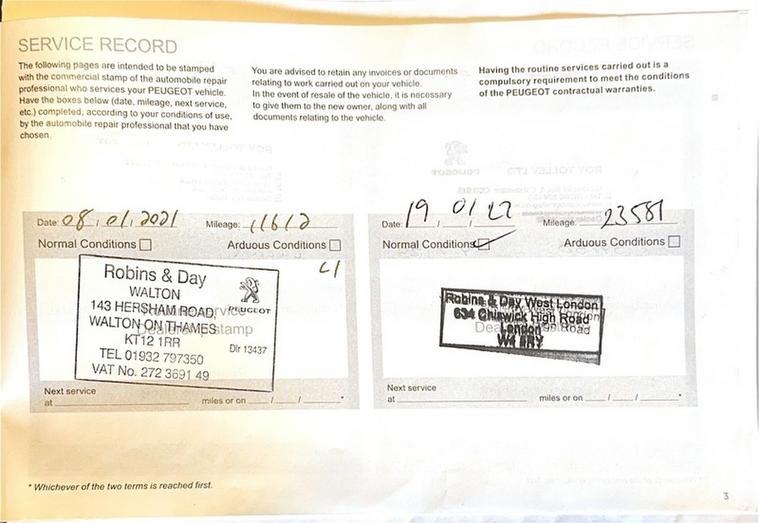 SERVICE RECORD
The following pages are intended to be stamped
with the commercial stamp of the automobile repair
professional who services your PEUGEOT vehicle.
Have the boxes below (date, mileage, next service,
etc.) completed, according to your conditions of use,
by the automobile repair professional that you have
chosen.
You are advised to retain any invoices or documents
relating to work carried out on your vehicle.
In the event of resale of the vehicle, it is necessary
to give them to the new owner, along with all
documents relating to the vehicle.
Having the routine services carried out is a
compulsory requirement to meet the conditions
of the PEUGEOT contractual warranties.
Date: 08/01/2021 Mileage: 11612
Normal Conditions Arduous Conditions
Robins & Day
WALTON
143 HERSHAM ROAD,
WALTON ON THAMES
KT12 1RR
TEL 01932 797350
VAT No. 272 3691 49
PEUGEOT
Dlr 13437
Next service
at miles or on / / *
Date: 19/01/22 Mileage: 23581
Normal Conditions Arduous Conditions
Robins & Day West London
634 Chiswick High Road
London
W4 5RY
Next service
at miles or on / / *
* Whichever of the two terms is reached first.
3